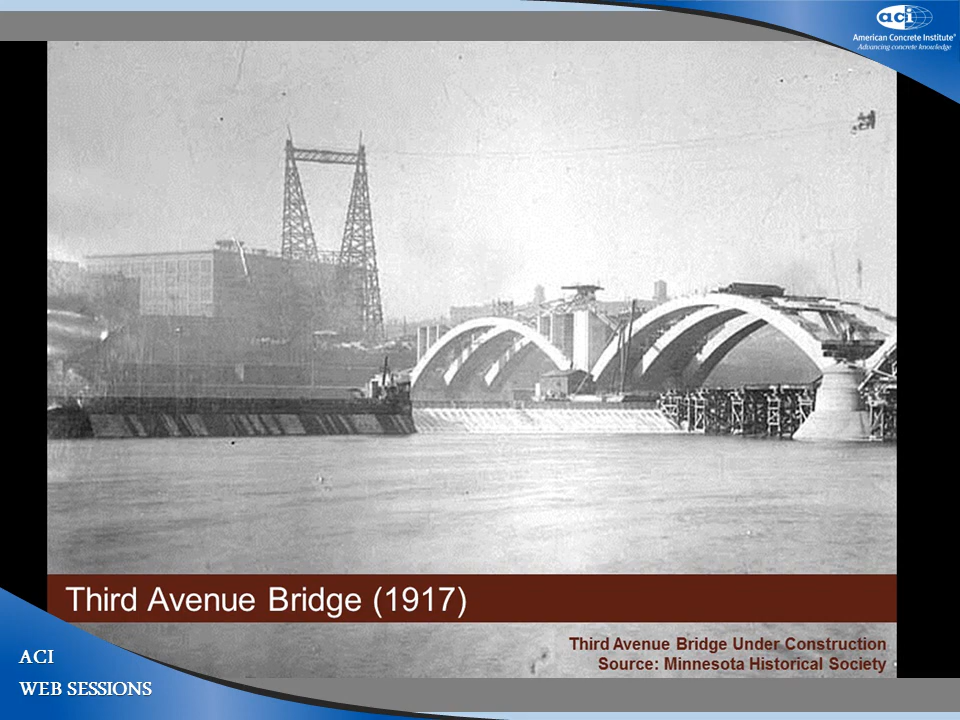 aci
American Concrete Institute®
Advancing concrete knowledge
Third Avenue Bridge (1917)
Third Avenue Bridge Under Construction
Source: Minnesota Historical Society
ACI
WEB SESSIONS